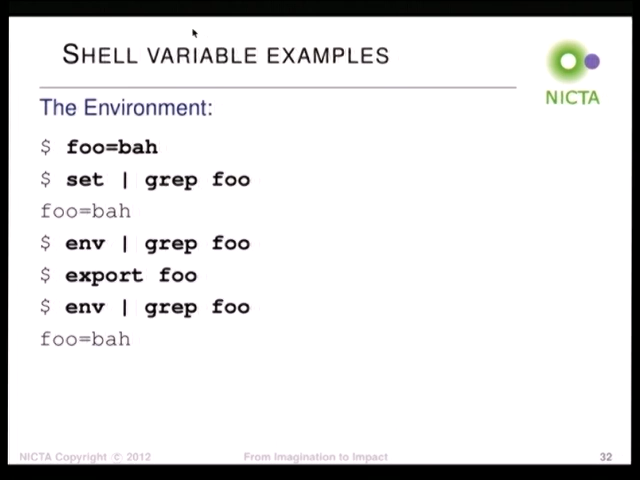 SHELL VARIABLE EXAMPLES
NICTA
The Environment:
$ foo=bah
$ set | grep foo
foo=bah
$ env | grep foo
$ export foo
$ env | grep foo
foo=bah
NICTA Copyright © 2012 From Imagination to Impact 32